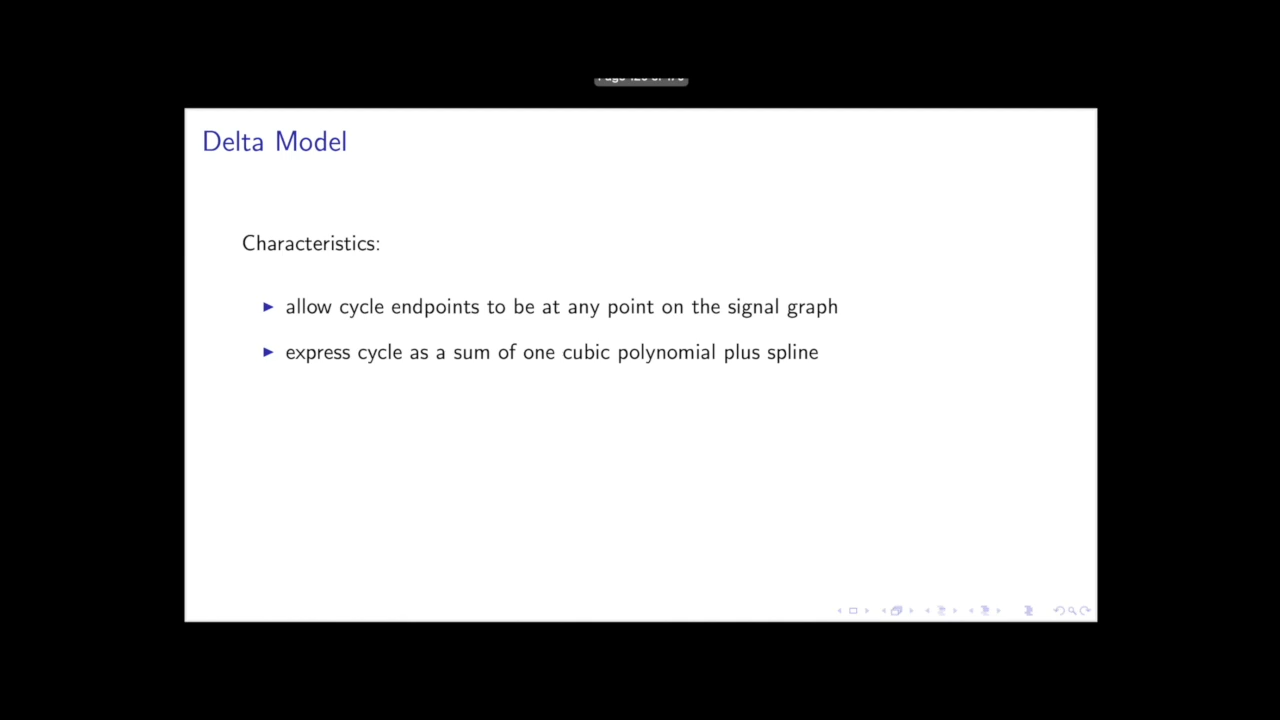 Delta Model
Characteristics:
allow cycle endpoints to be at any point on the signal graph
express cycle as a sum of one cubic polynomial plus spline